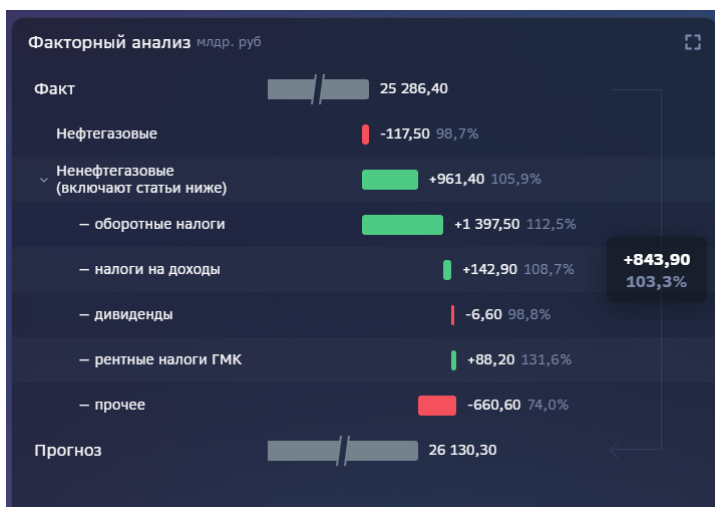 Факторный анализ млдр. руб
Факт 25 286,40
Нефтегазовые -117,50 98,7%
Ненефтегазовые
(включают статьи ниже) +961,40 105,9%
— оборотные налоги +1 397,50 112,5%
+843,90
103,3%
— налоги на доходы +142,90 108,7%
— дивиденды -6,60 98,8%
— рентные налоги ГМК +88,20 131,6%
— прочее -660,60 74,0%
Прогноз 26 130,30